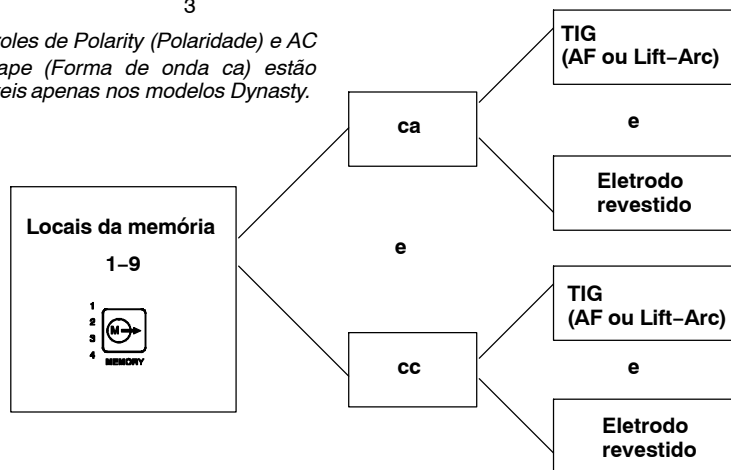 3
roles de Polarity (Polaridade) e AC
ape (Forma de onda ca) estão
eis apenas nos modelos Dynasty.
TIG
(AF ou Lift−Arc)
ca
e
Eletrodo
revestido
Locais da memória
1−9
e
1
2
3
4
M
MEMORY
TIG
(AF ou Lift−Arc)
cc
e
Eletrodo
revestido